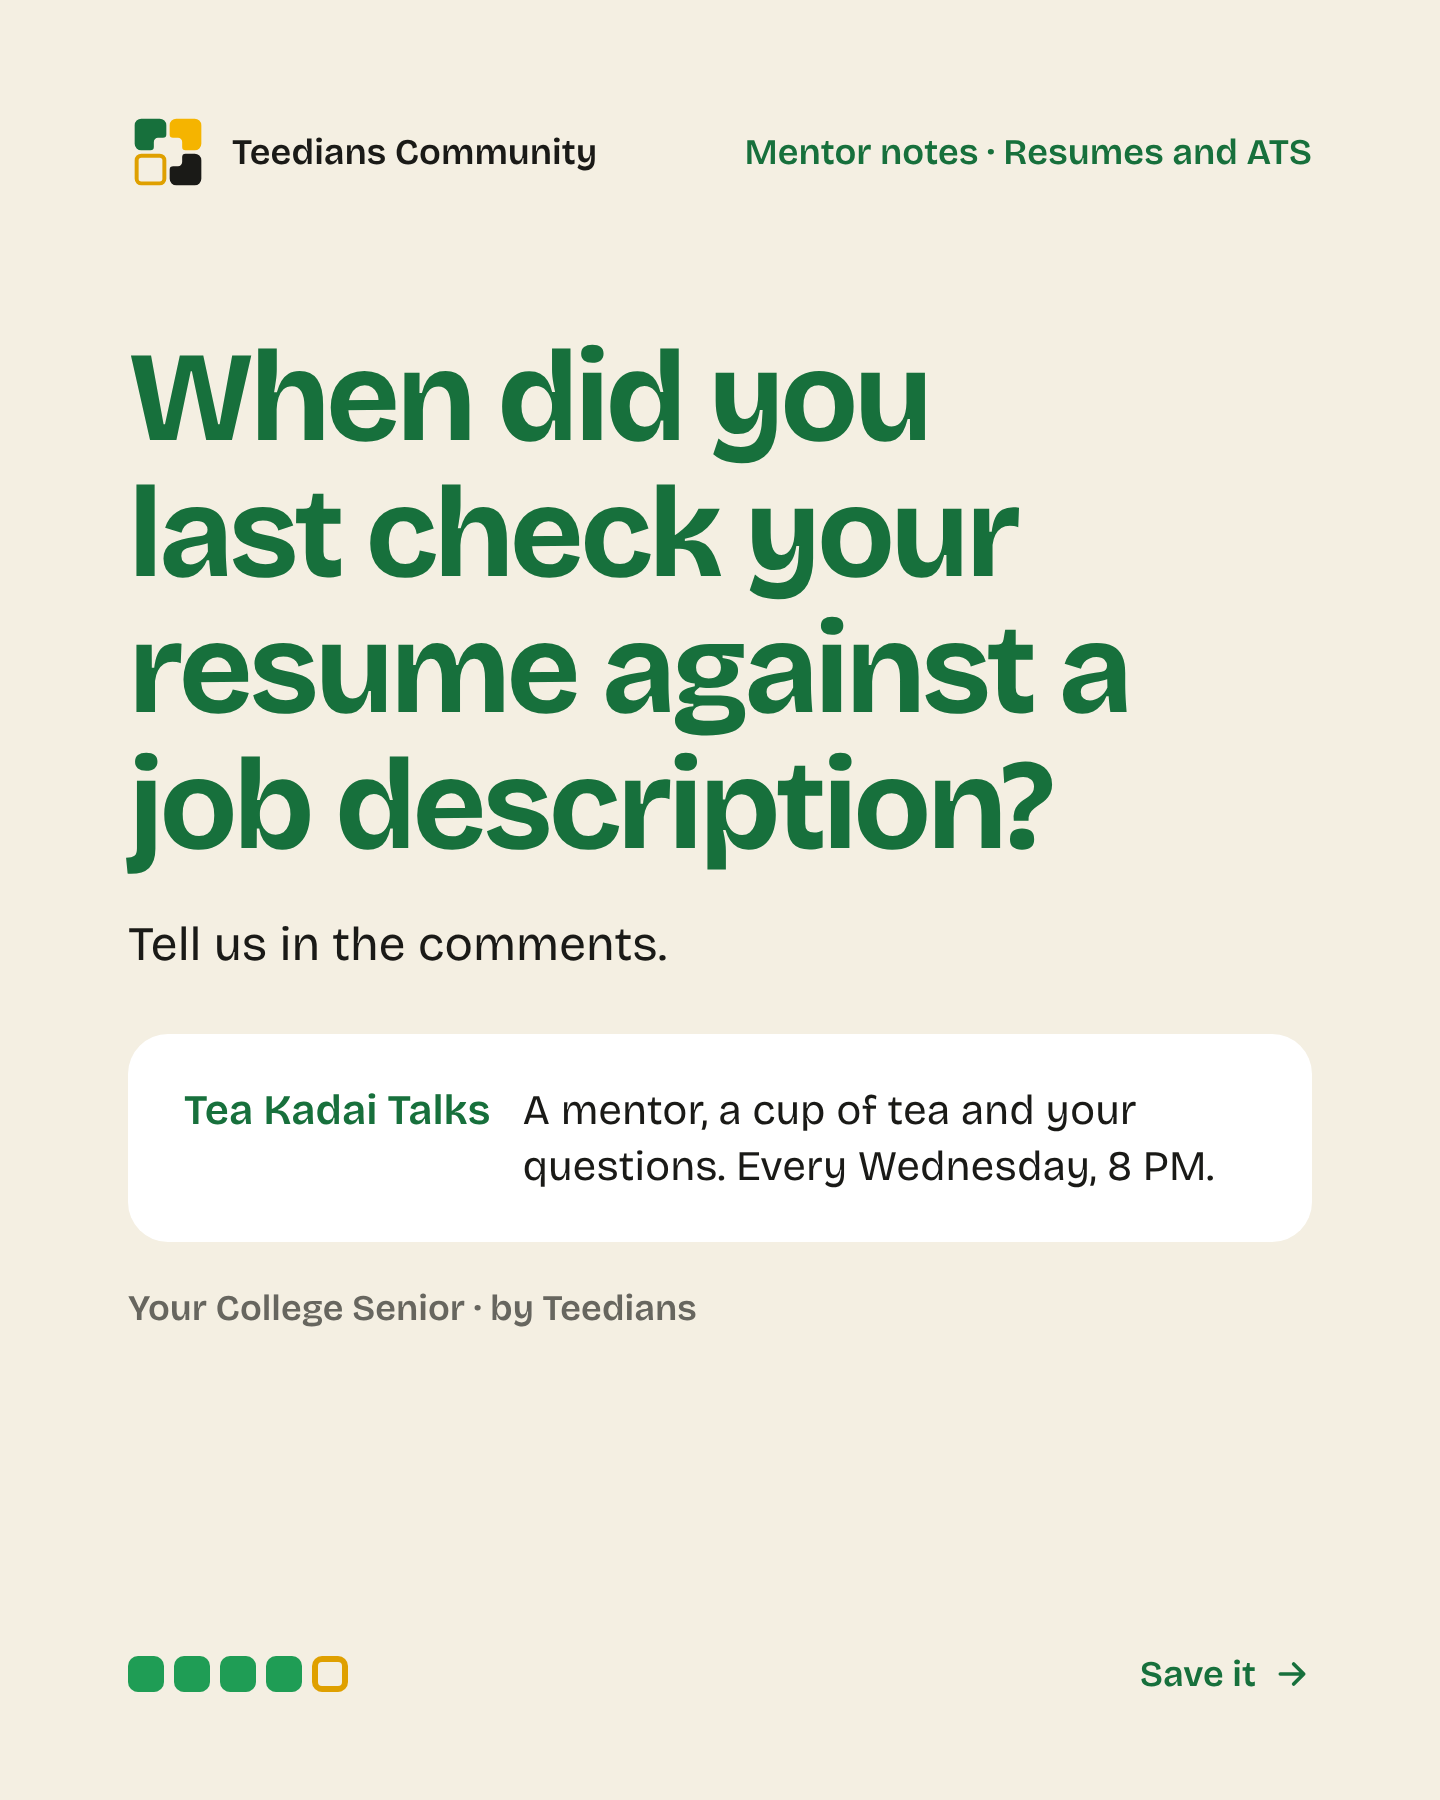 Teedians Community
Mentor notes · Resumes and ATS
When did you
last check your
resume against a
job description?
Tell us in the comments.
Tea Kadai Talks
A mentor, a cup of tea and your
questions. Every Wednesday, 8 PM.
Your College Senior · by Teedians
Save it →